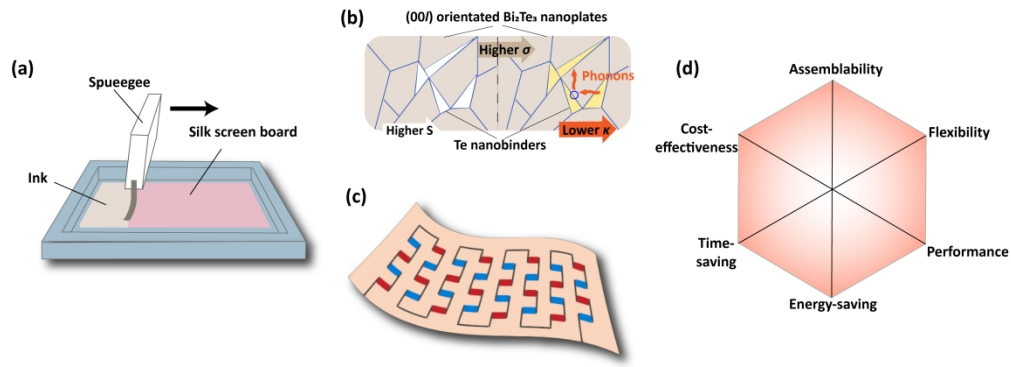 (a)
Spueegee
Silk screen board
Ink
(b)
(00l) orientated Bi₂Te₃ nanoplates
Higher σ
Phonons
Higher S
Lower κ
Te nanobinders
(c)
(d)
Assemblability
Cost-
effectiveness
Flexibility
Time-
saving
Performance
Energy-saving